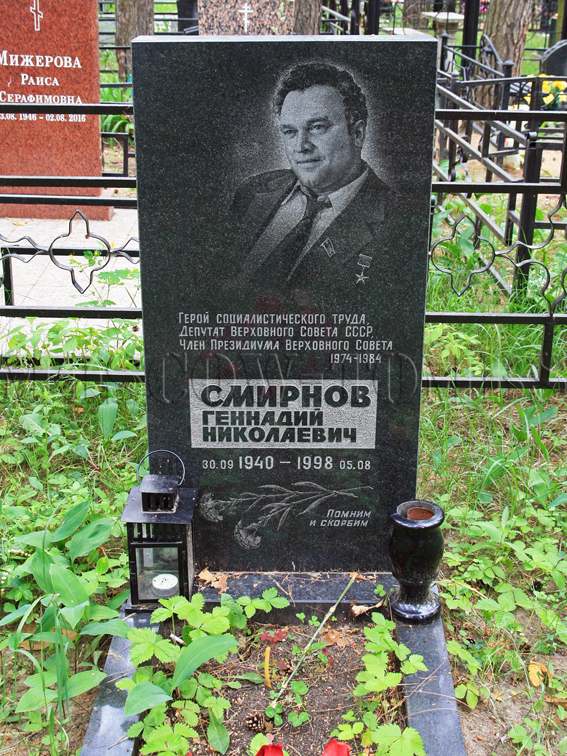 МИЖЕРОВА
РАИСА
СЕРАФИМОВНА
3.08.1946 - 02.08.2016
ГЕРОЙ СОЦИАЛИСТИЧЕСКОГО ТРУДА,
ДЕПУТАТ ВЕРХОВНОГО СОВЕТА СССР,
ЧЛЕН ПРЕЗИДИУМА ВЕРХОВНОГО СОВЕТА
1974-1984
СМИРНОВ
ГЕННАДИЙ
НИКОЛАЕВИЧ
30.09 1940 — 1998 05.08
Помним
и скорбим